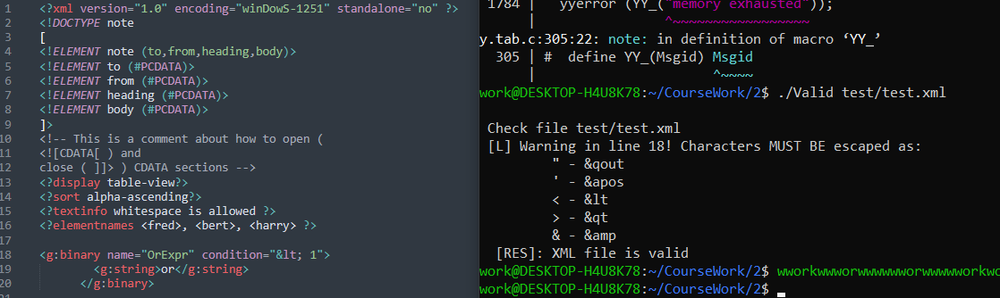 1 <?xml version="1.0" encoding="winDowS-1251" standalone="no" ?>
2 <!DOCTYPE note
3 [
4 <!ELEMENT note (to,from,heading,body)>
5 <!ELEMENT to (#PCDATA)>
6 <!ELEMENT from (#PCDATA)>
7 <!ELEMENT heading (#PCDATA)>
8 <!ELEMENT body (#PCDATA)>
9 ]>
10 <!-- This is a comment about how to open (
11 <![CDATA[ ) and
12 close ( ]]> ) CDATA sections -->
13 <?display table-view?>
14 <?sort alpha-ascending?>
15 <?textinfo whitespace is allowed ?>
16 <?elementnames <fred>, <bert>, <harry> ?>
17
18 <g:binary name="OrExpr" condition="&lt; 1">
19 <g:string>or</g:string>
20 </g:binary>
1784 | yyerror (YY_("memory exhausted"));
| ^~~~~~~~~~~~~~~~~~
y.tab.c:305:22: note: in definition of macro ‘YY_’
305 | # define YY_(Msgid) Msgid
| ^~~~~
work@DESKTOP-H4U8K78:~/CourseWork/2$ ./Valid test/test.xml
Check file test/test.xml
[L] Warning in line 18! Characters MUST BE escaped as:
" - &qout
' - &apos
< - &lt
> - &qt
& - &amp
[RES]: XML file is valid
work@DESKTOP-H4U8K78:~/CourseWork/2$
work@DESKTOP-H4U8K78:~/CourseWork/2$